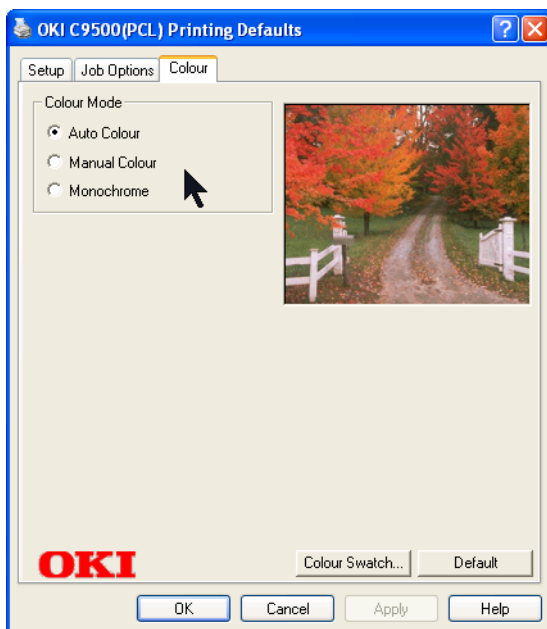 OKI C9500(PCL) Printing Defaults
Setup Job Options Colour
Colour Mode
Auto Colour
Manual Colour
Monochrome
OKI
Colour Swatch... Default
OK Cancel Apply Help